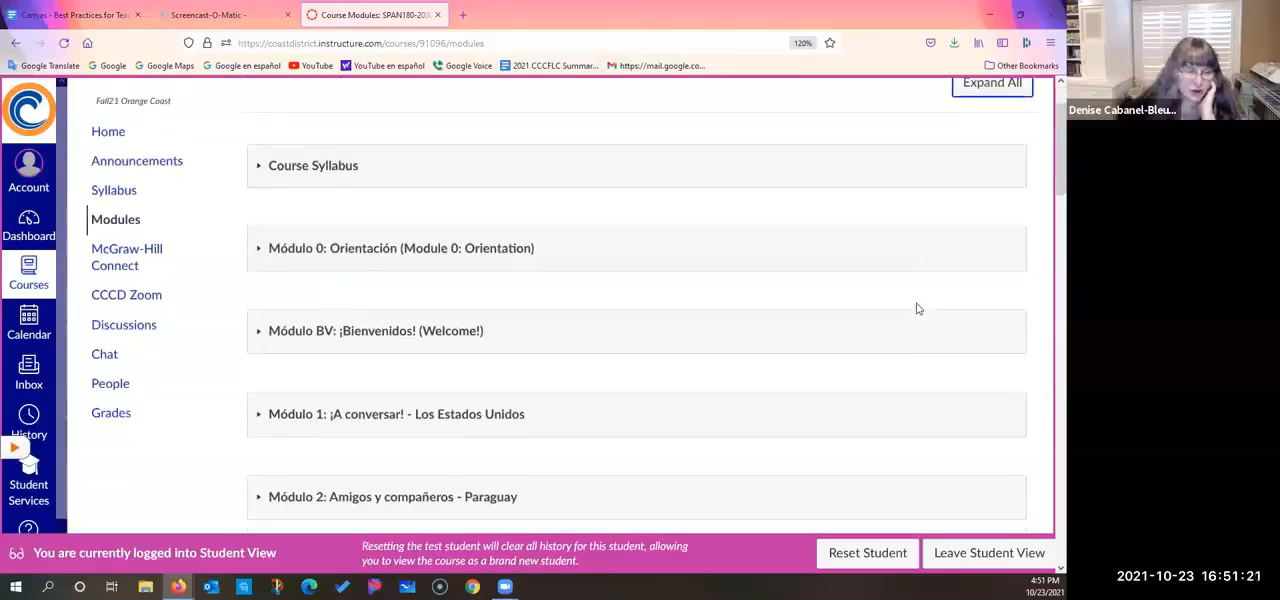 Canvas - Best Practices for Tea
Screencast-O-Matic -
Course Modules: SPAN180-203
https://coastdistrict.instructure.com/courses/91096/modules
120%
Google Translate
Google
Google Maps
Google en español
YouTube
YouTube en español
Google Voice
2021 CCCFLC Summar...
https://mail.google.co...
Other Bookmarks
Denise Cabanel-Bleu...
Fall21 Orange Coast
Expand All
Account
Dashboard
Courses
Calendar
Inbox
History
Student
Services
Home
Announcements
Syllabus
Modules
McGraw-Hill
Connect
CCCD Zoom
Discussions
Chat
People
Grades
Course Syllabus
Módulo 0: Orientación (Module 0: Orientation)
Módulo BV: ¡Bienvenidos! (Welcome!)
Módulo 1: ¡A conversar! - Los Estados Unidos
Módulo 2: Amigos y compañeros - Paraguay
You are currently logged into Student View
Resetting the test student will clear all history for this student, allowing
you to view the course as a brand new student.
Reset Student
Leave Student View
4:51 PM
10/23/2021
2021-10-23 16:51:21